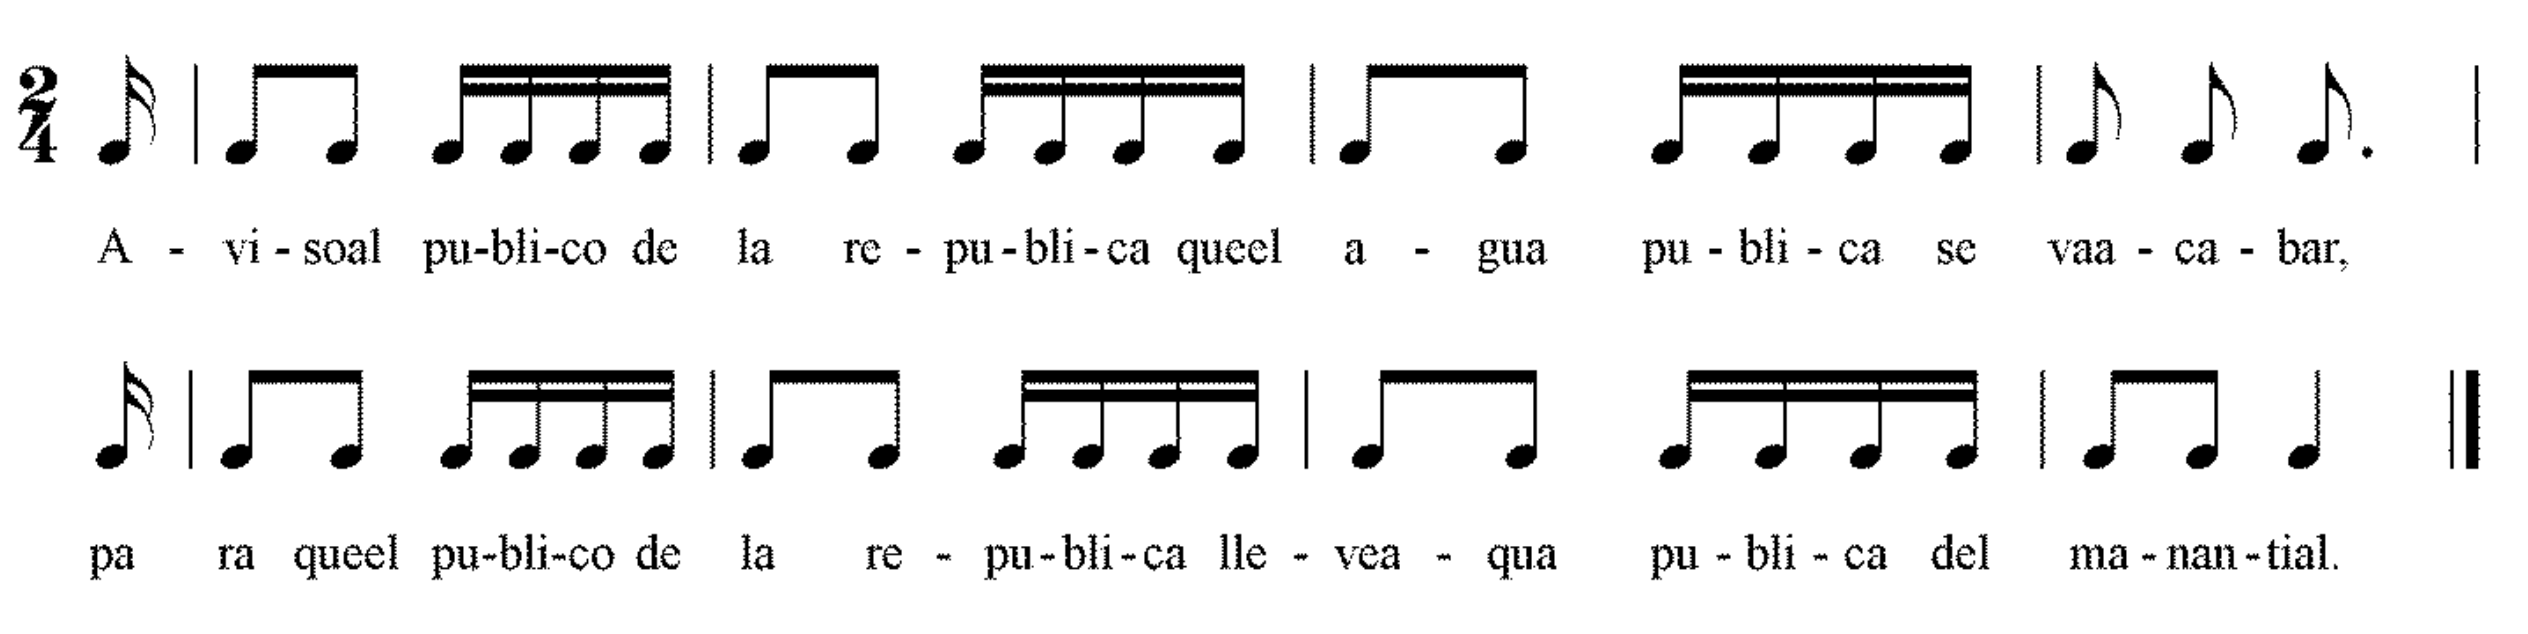 2
4
A - vi - soal pu-bli-co de la re - pu - bli - ca queel a - gua pu - bli - ca se vaa - ca - bar,
pa ra queel pu-bli-co de la re - pu-bli-ca lle - vea - qua pu - bli - ca del ma - nan - tial.